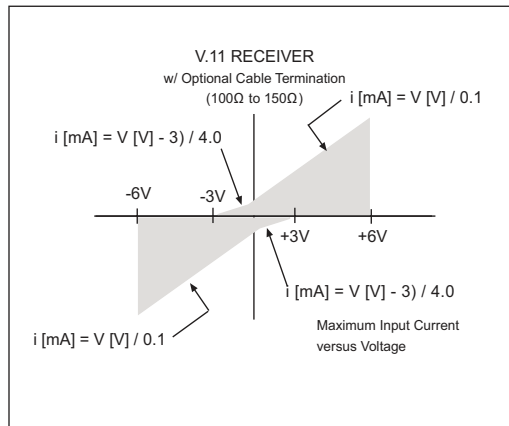 V.11 RECEIVER
w/ Optional Cable Termination
(100Ω to 150Ω)
i [mA] = V [V] / 0.1
i [mA] = V [V] - 3) / 4.0
-6V
-3V
+3V
+6V
i [mA] = V [V] - 3) / 4.0
i [mA] = V [V] / 0.1
Maximum Input Current
versus Voltage